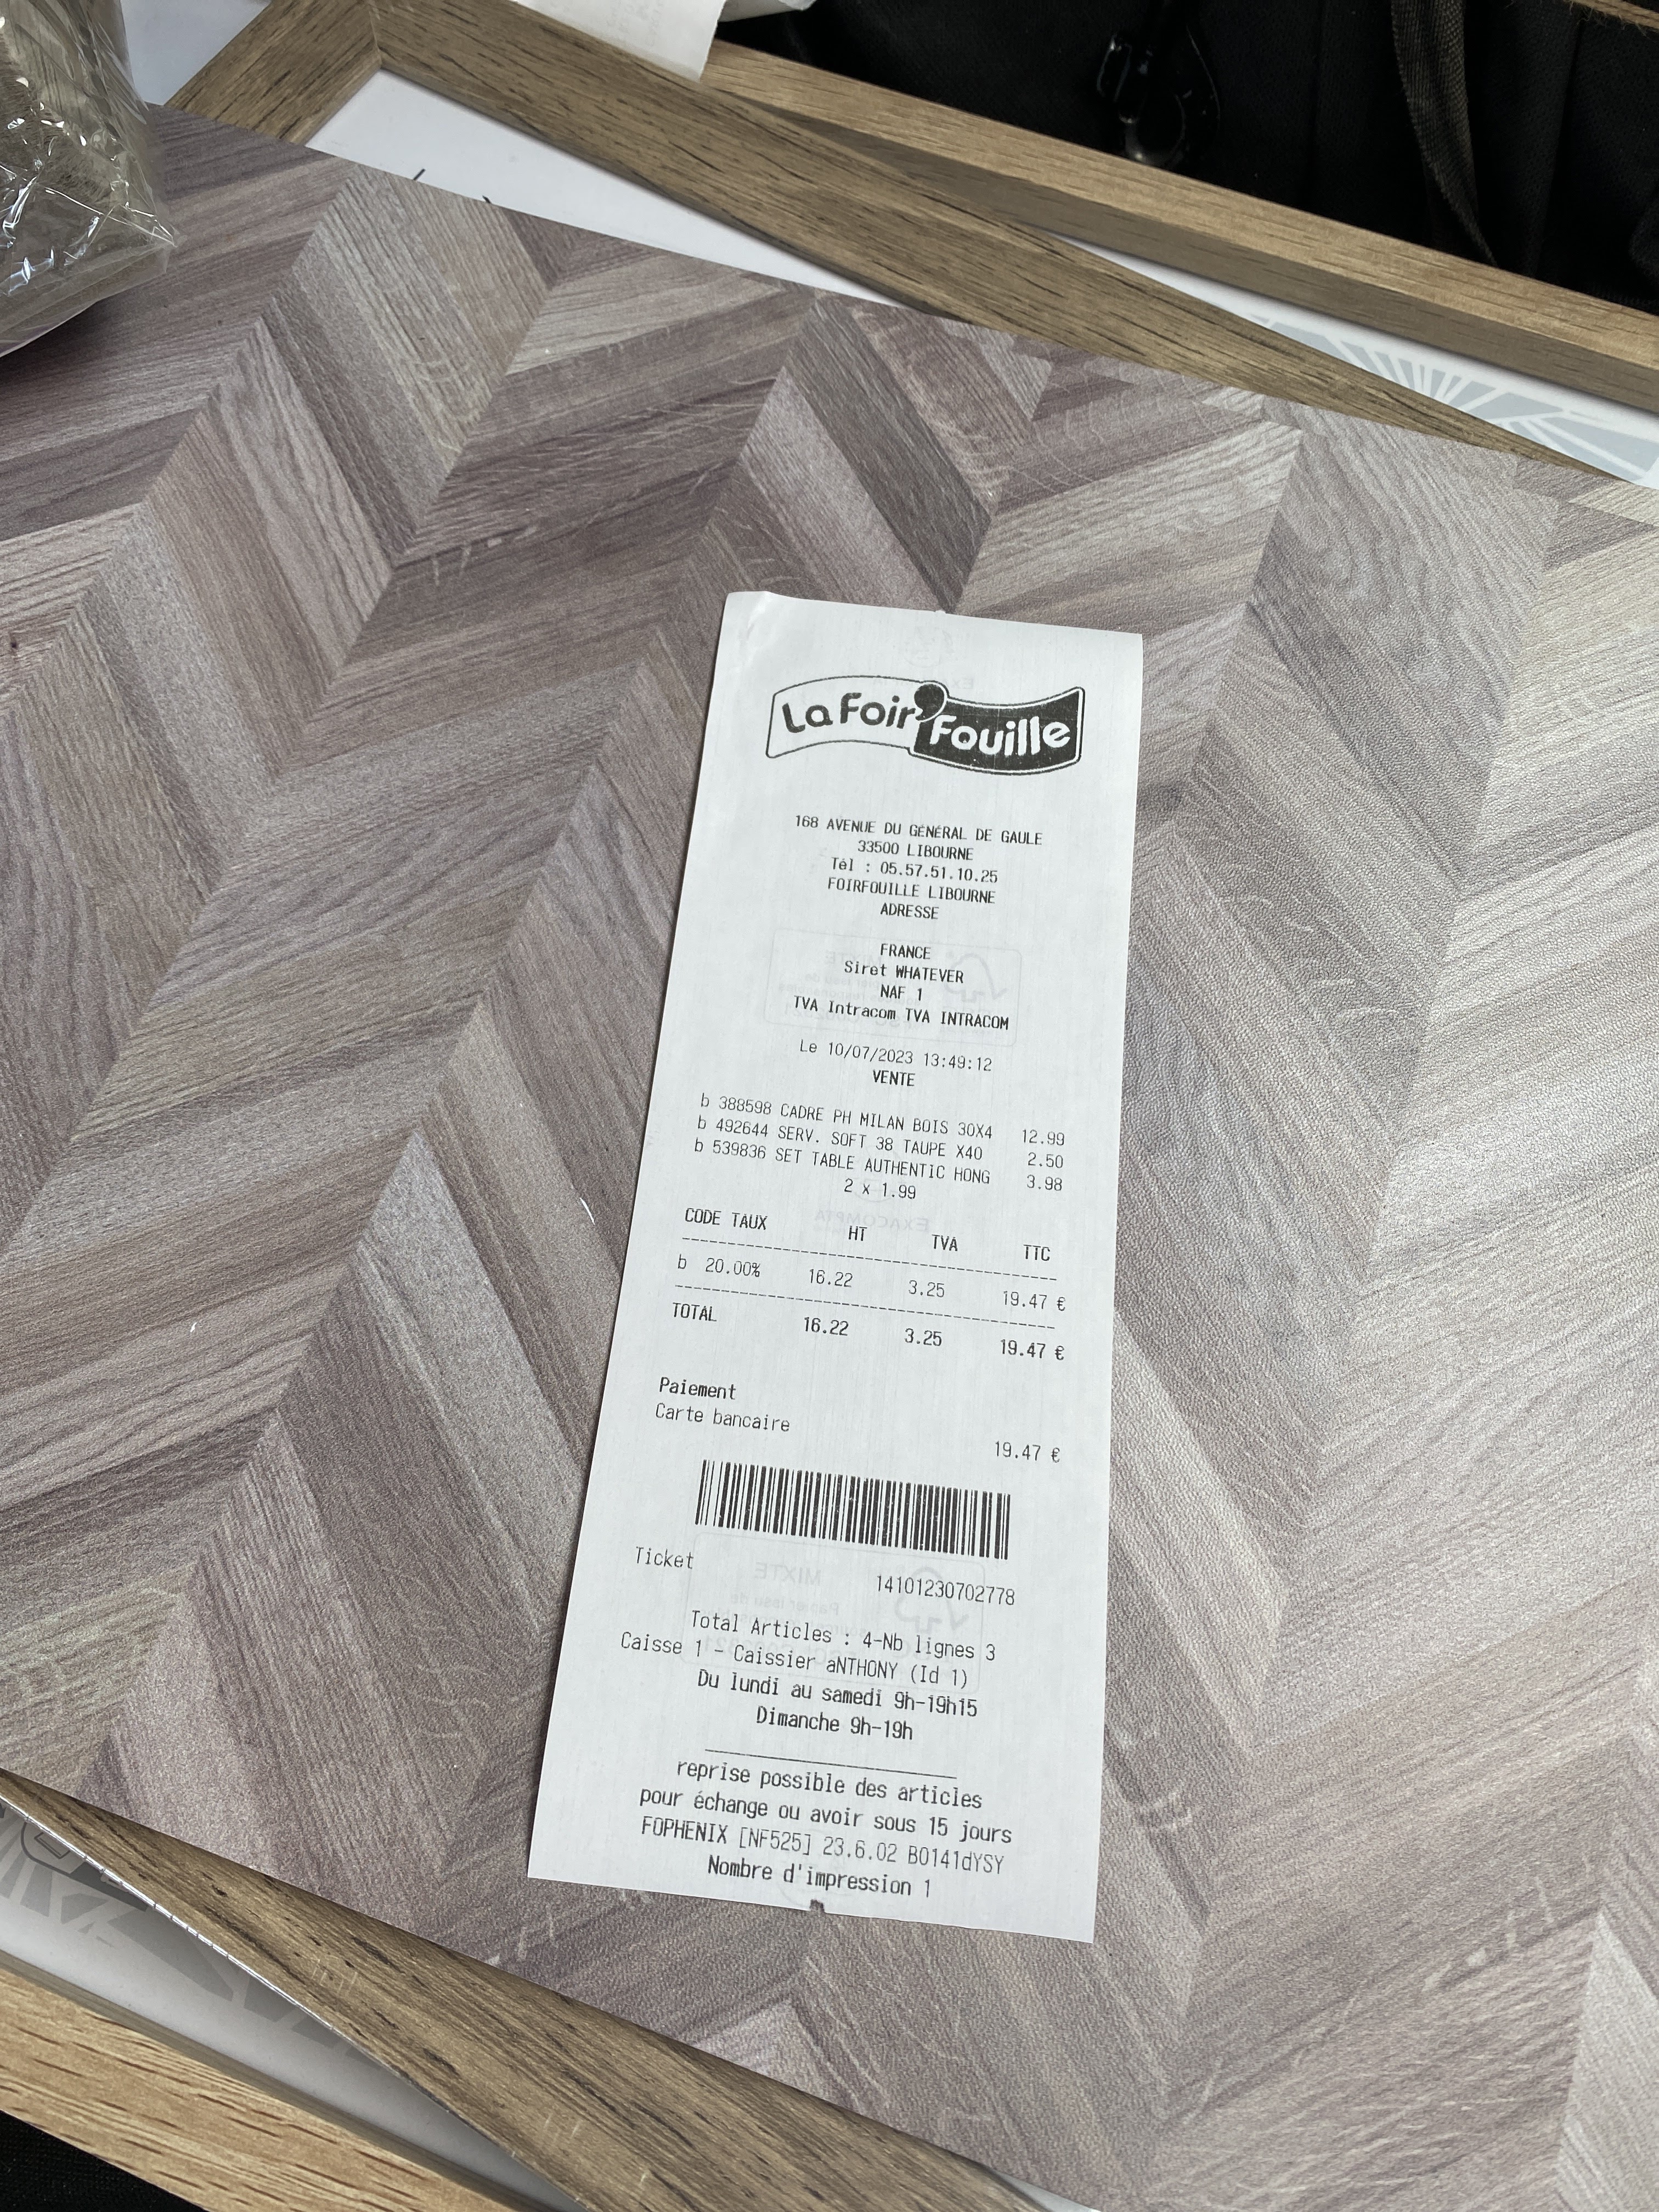 La Foir'Fouille
168 AVENUE DU GÉNÉRAL DE GAULE
33500 LIBOURNE
Tél : 05.57.51.10.25
FOIRFOUILLE LIBOURNE
ADRESSE
FRANCE
Siret WHATEVER
NAF 1
TVA Intracom TVA INTRACOM
Le 10/07/2023 13:49:12
VENTE
b 388598 CADRE PH MILAN BOIS 30X4 12.99
b 492644 SERV. SOFT 38 TAUPE X40 2.50
b 539836 SET TABLE AUTHENTIC HONG 3.98
2 x 1.99
CODE TAUX HT TVA TTC
b 20.00% 16.22 3.25 19.47 €
TOTAL 16.22 3.25 19.47 €
Paiement
Carte bancaire 19.47 €
Ticket 14101230702778
Total Articles : 4-Nb lignes 3
Caisse 1 - Caissier aNTHONY (Id 1)
Du lundi au samedi 9h-19h15
Dimanche 9h-19h
reprise possible des articles
pour échange ou avoir sous 15 jours
FOPHENIX [NF525] 23.6.02 B0141dYSY
Nombre d'impression 1